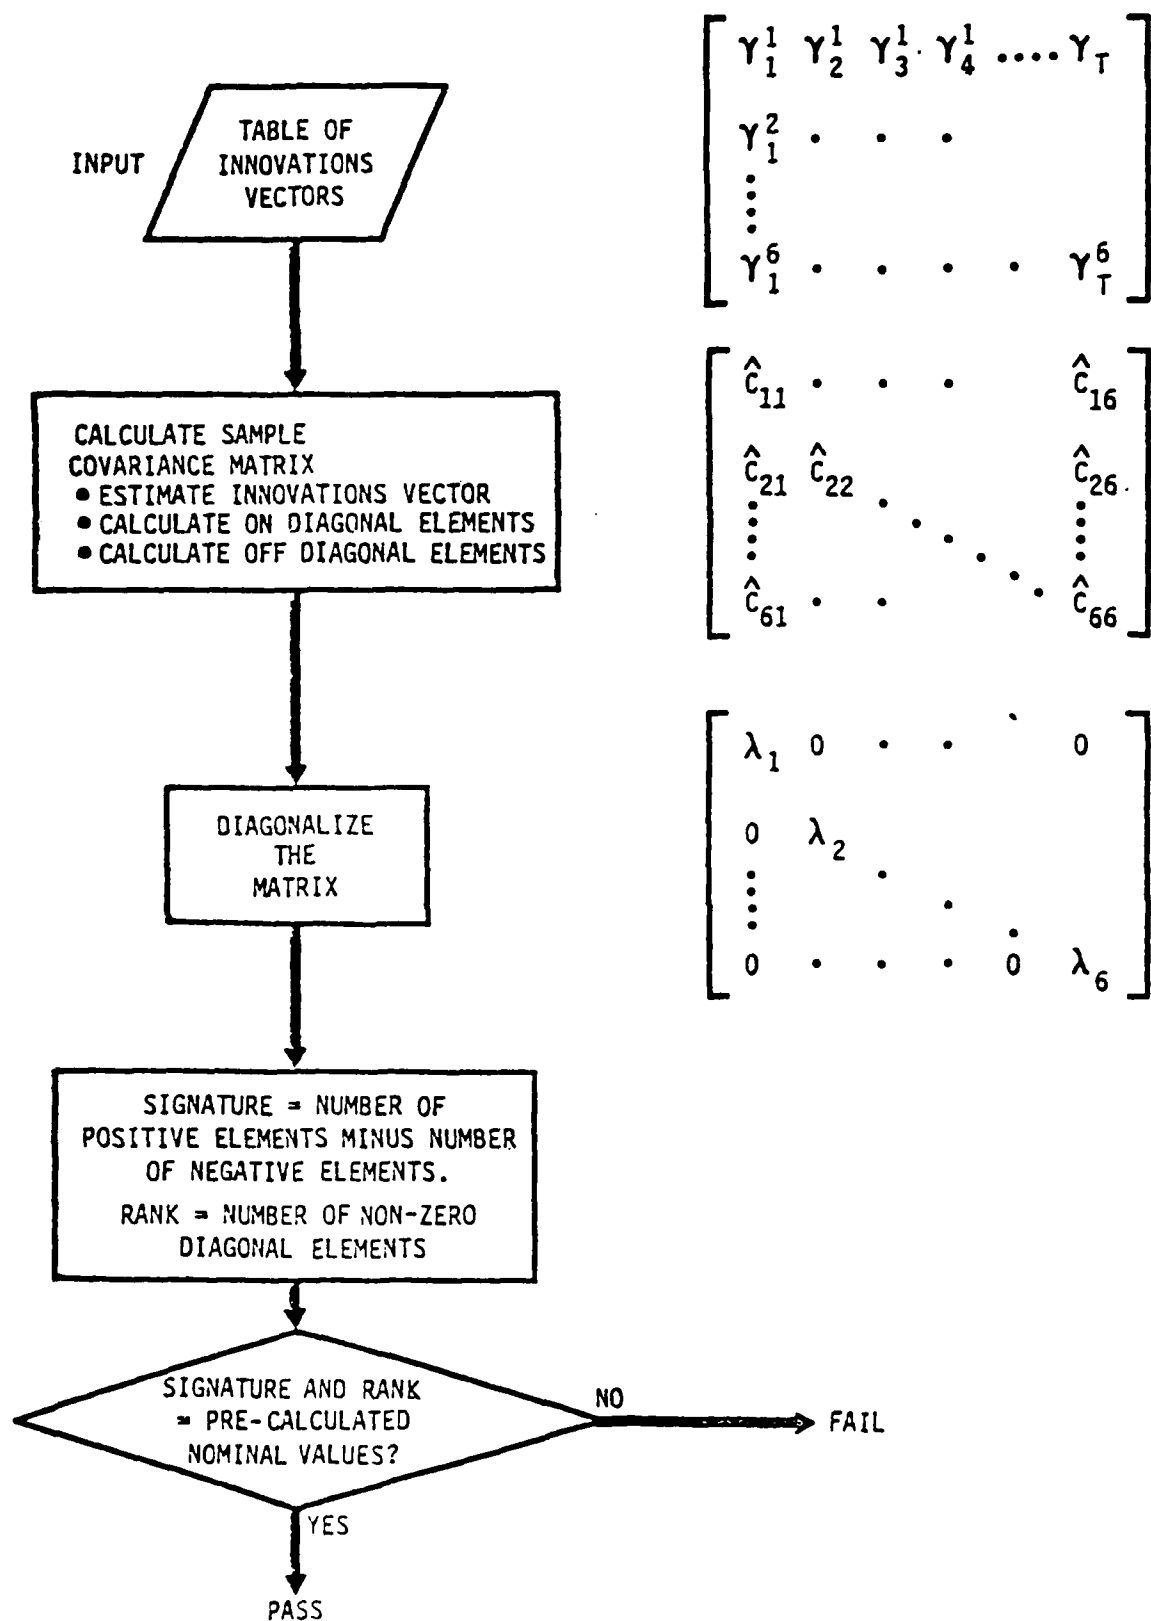 INPUT
TABLE OF
INNOVATIONS
VECTORS
γ₁¹ γ₂¹ γ₃¹ γ₄¹ .... γ_T
γ₁² . . .
γ₁⁶ . . . . γ_T⁶
CALCULATE SAMPLE
COVARIANCE MATRIX
• ESTIMATE INNOVATIONS VECTOR
• CALCULATE ON DIAGONAL ELEMENTS
• CALCULATE OFF DIAGONAL ELEMENTS
Ĉ₁₁ . . . Ĉ₁₆
Ĉ₂₁ Ĉ₂₂ Ĉ₂₆
Ĉ₆₁ . . Ĉ₆₆
DIAGONALIZE
THE
MATRIX
λ₁ 0 . . 0
0 λ₂
0 . . . 0 λ₆
SIGNATURE = NUMBER OF
POSITIVE ELEMENTS MINUS NUMBER
OF NEGATIVE ELEMENTS.
RANK = NUMBER OF NON-ZERO
DIAGONAL ELEMENTS
SIGNATURE AND RANK
= PRE-CALCULATED
NOMINAL VALUES?
NO
FAIL
YES
PASS